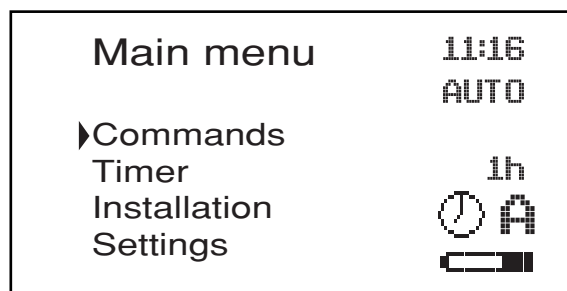 Main menu 11:16
AUTO
Commands
Timer 1h
Installation A
Settings